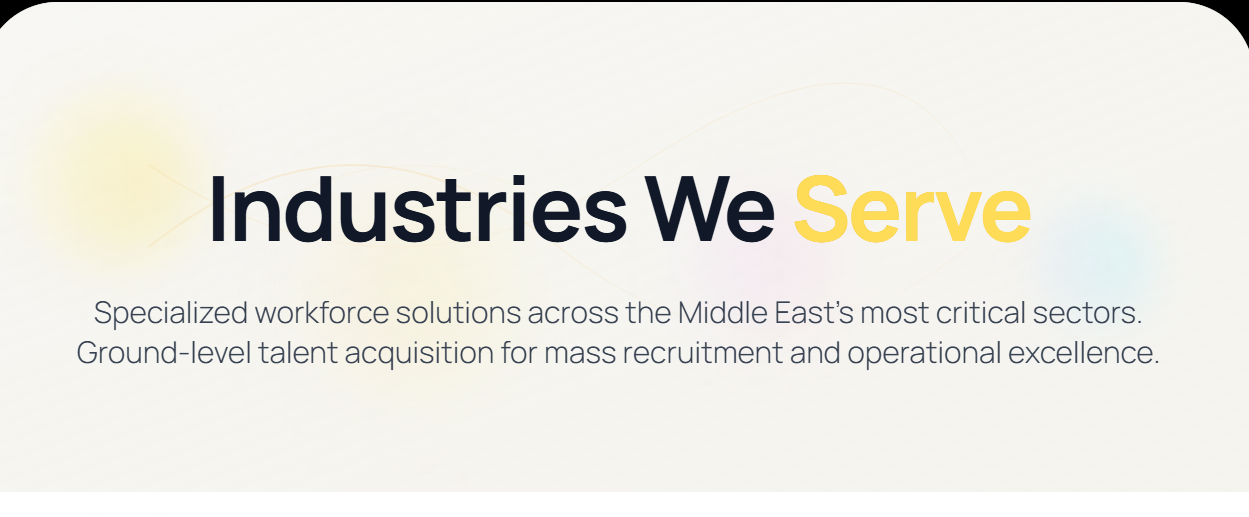 Industries We Serve
Specialized workforce solutions across the Middle East's most critical sectors.
Ground-level talent acquisition for mass recruitment and operational excellence.